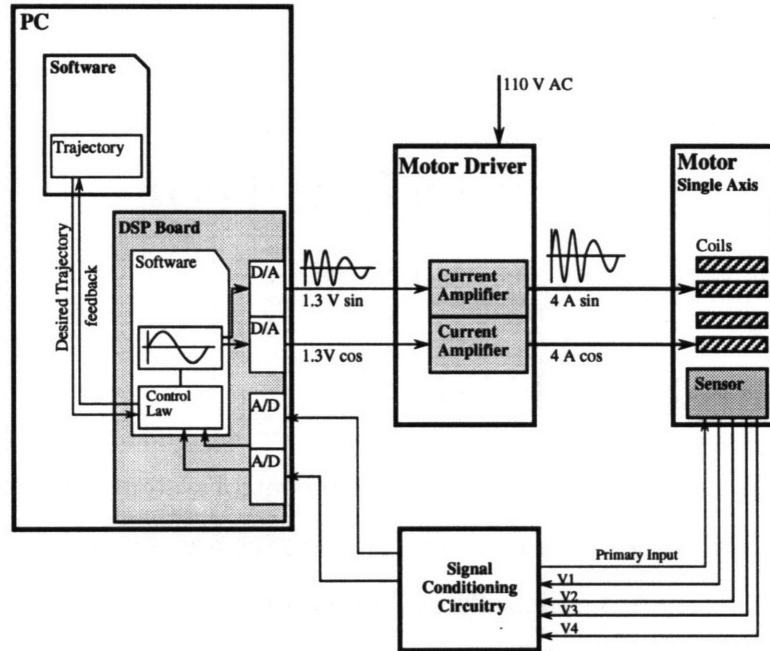 PC
Software
Trajectory
Desired Trajectory
feedback
DSP Board
Software
Control
Law
D/A
D/A
A/D
A/D
1.3 V sin
1.3V cos
110 V AC
Motor Driver
Current
Amplifier
Current
Amplifier
4 A sin
4 A cos
Motor
Single Axis
Coils
Sensor
Signal
Conditioning
Circuitry
Primary Input
V1
V2
V3
V4